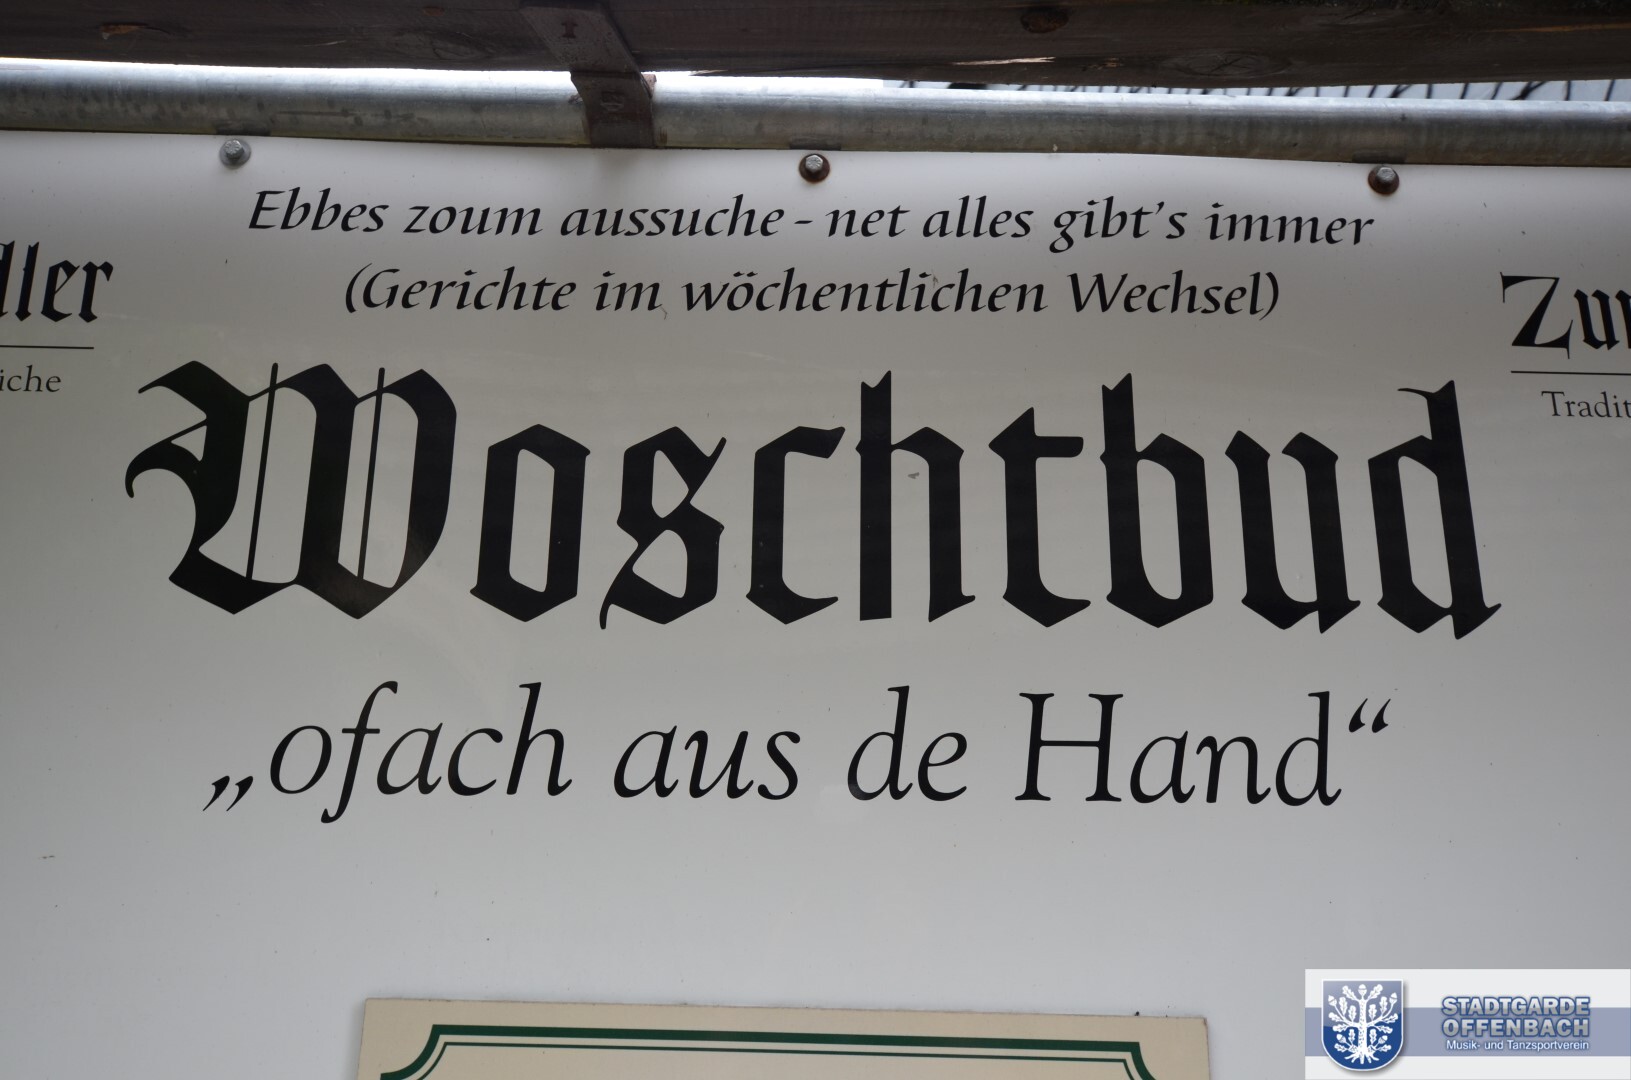 Ebbes zoum aussuche - net alles gibt's immer
(Gerichte im wöchentlichen Wechsel)
Woschtbud
„ofach aus de Hand“
STADTGARDE
OFFENBACH
Musik- und Tanzsportverein